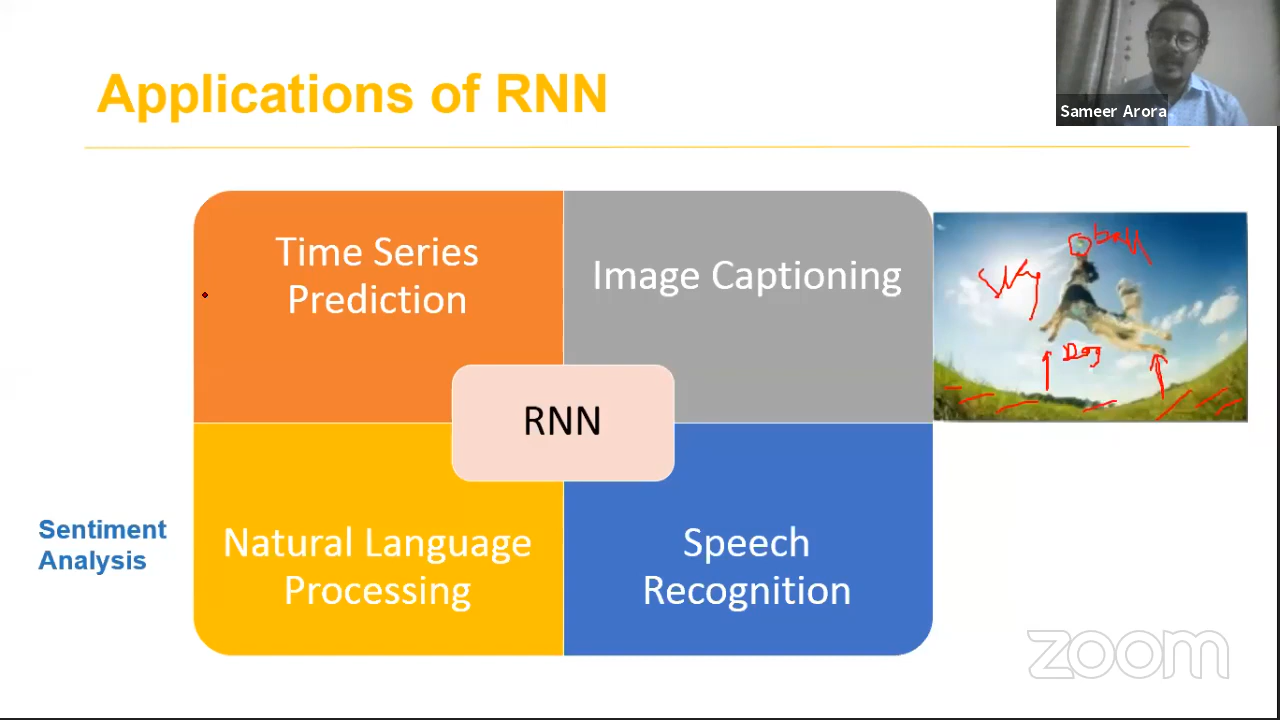 Applications of RNN
Sameer Arora
Time Series
Prediction
Image Captioning
ball
Sky
Dog
RNN
Sentiment
Analysis
Natural Language
Processing
Speech
Recognition
zoom